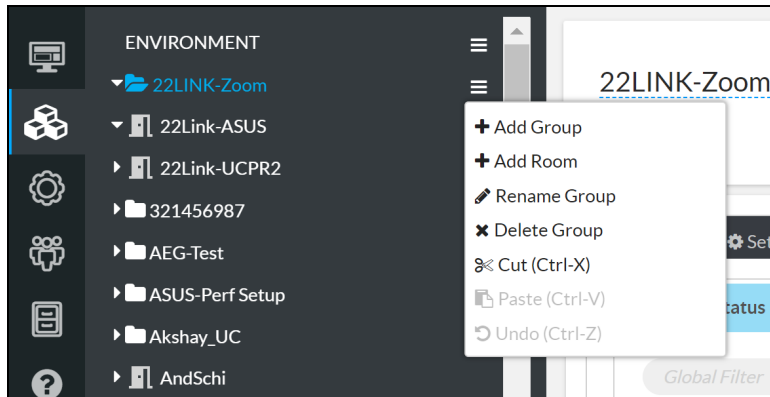 ENVIRONMENT
22LINK-Zoom
22Link-ASUS
22Link-UCPR2
321456987
AEG-Test
ASUS-Perf Setup
Akshay_UC
AndSchi
Add Group
Add Room
Rename Group
Delete Group
Cut (Ctrl-X)
Paste (Ctrl-V)
Undo (Ctrl-Z)
22LINK-Zoom
Set
tatus
Global Filter